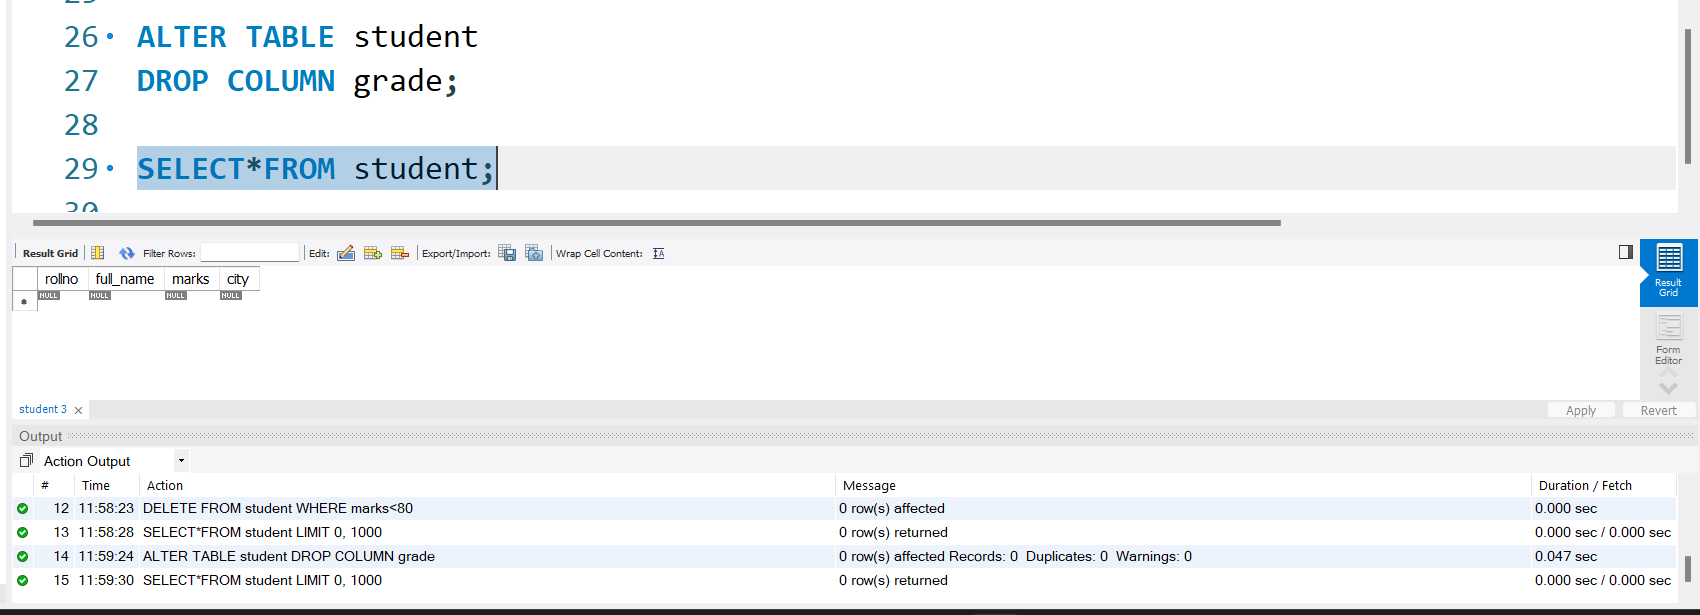 26 ALTER TABLE student
27 DROP COLUMN grade;
28
29 SELECT*FROM student;
30
Result Grid Filter Rows: Edit: Export/Import: Wrap Cell Content:
rollno full_name marks city
* NULL NULL NULL NULL
Result
Grid
Form
Editor
student 3 Apply Revert
Output
Action Output
# Time Action Message Duration / Fetch
12 11:58:23 DELETE FROM student WHERE marks<80 0 row(s) affected 0.000 sec
13 11:58:28 SELECT*FROM student LIMIT 0, 1000 0 row(s) returned 0.000 sec / 0.000 sec
14 11:59:24 ALTER TABLE student DROP COLUMN grade 0 row(s) affected Records: 0 Duplicates: 0 Warnings: 0 0.047 sec
15 11:59:30 SELECT*FROM student LIMIT 0, 1000 0 row(s) returned 0.000 sec / 0.000 sec